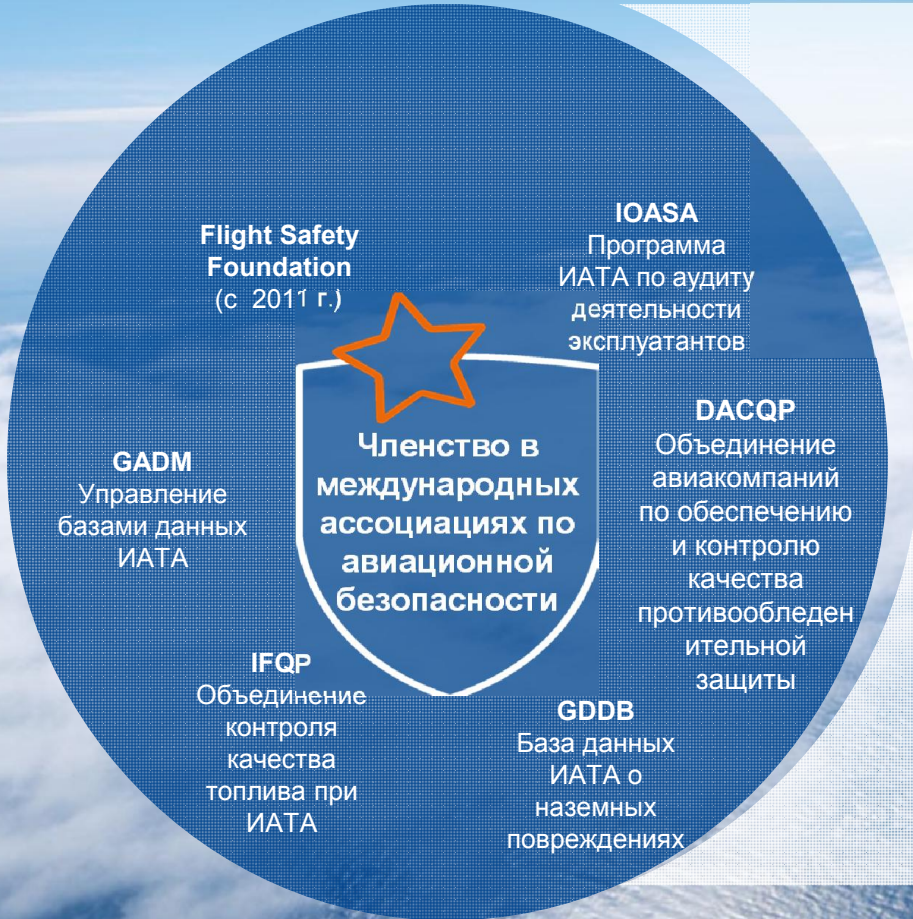 Flight Safety
Foundation
(с 2011 г.)
IOASA
Программа
ИАТА по аудиту
деятельности
эксплуатантов
Членство в
международных
ассоциациях по
авиационной
безопасности
GADM
Управление
базами данных
ИАТА
DACQP
Объединение
авиакомпаний
по обеспечению
и контролю
качества
противообледен
ительной
защиты
IFQP
Объединение
контроля
качества
топлива при
ИАТА
GDDB
База данных
ИАТА о
наземных
повреждениях